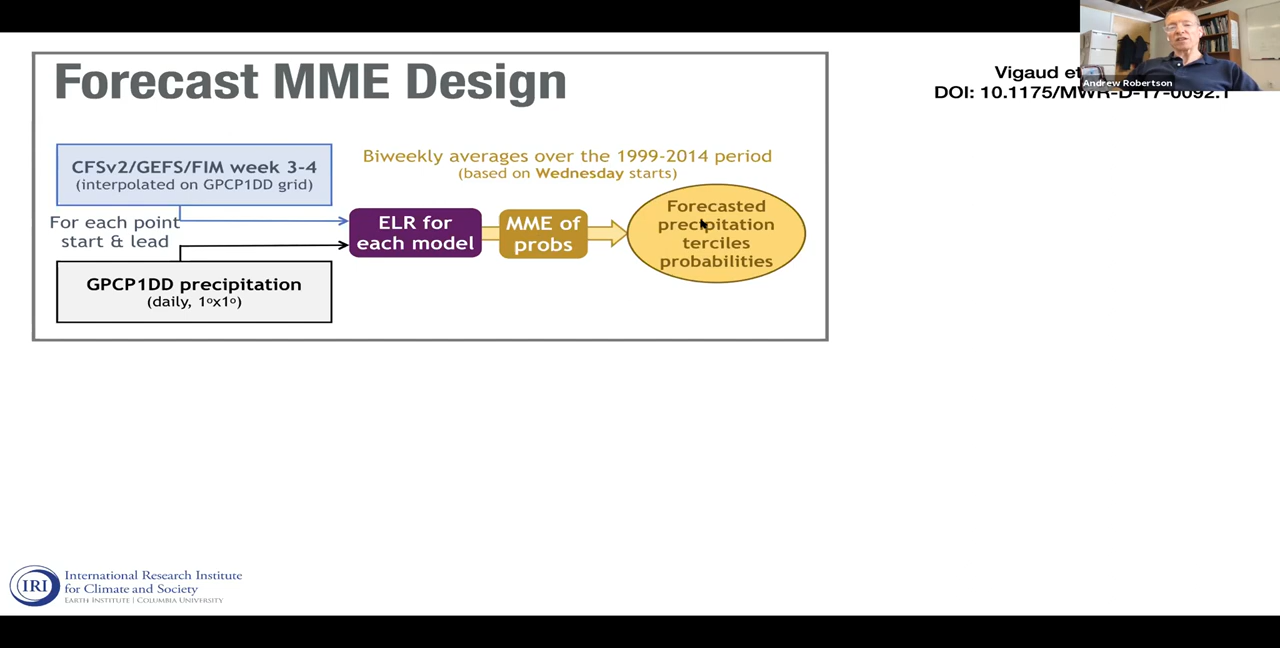 Forecast MME Design
Vigaud et
DOI: 10.1175/MWR-D-17-0092.1
Andrew Robertson
CFSv2/GEFS/FIM week 3-4
(interpolated on GPCP1DD grid)
Biweekly averages over the 1999-2014 period
(based on Wednesday starts)
For each point
start & lead
ELR for
each model
MME of
probs
Forecasted
precipitation
terciles
probabilities
GPCP1DD precipitation
(daily, 1ox1o)
IRI
International Research Institute
for Climate and Society
EARTH INSTITUTE | COLUMBIA UNIVERSITY